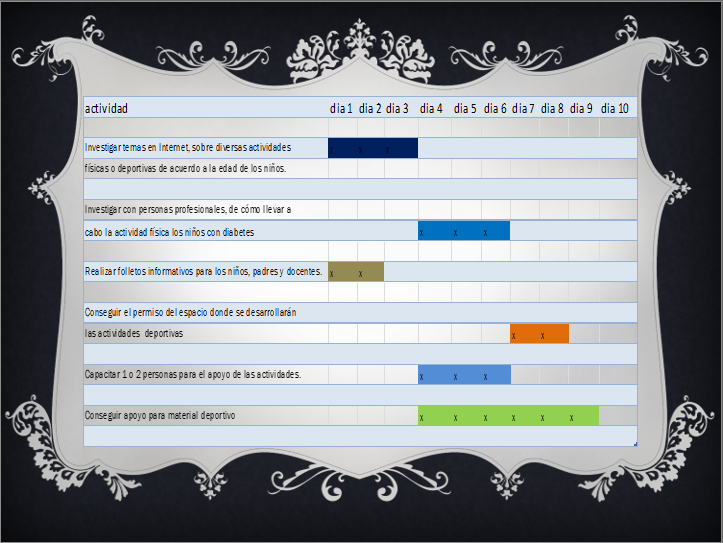 actividad dia 1 dia 2 dia 3 dia 4 dia 5 dia 6 dia 7 dia 8 dia 9 dia 10
Investigar temas en Internet, sobre diversas actividades x x x
físicas o deportivas de acuerdo a la edad de los niños.
Investigar con personas profesionales, de cómo llevar a
cabo la actividad física los niños con diabetes x x x
Realizar folletos informativos para los niños, padres y docentes. x x
Conseguir el permiso del espacio donde se desarrollarán
las actividades deportivas x x
Capacitar 1 o 2 personas para el apoyo de las actividades. x x x
Conseguir apoyo para material deportivo x x x x x x